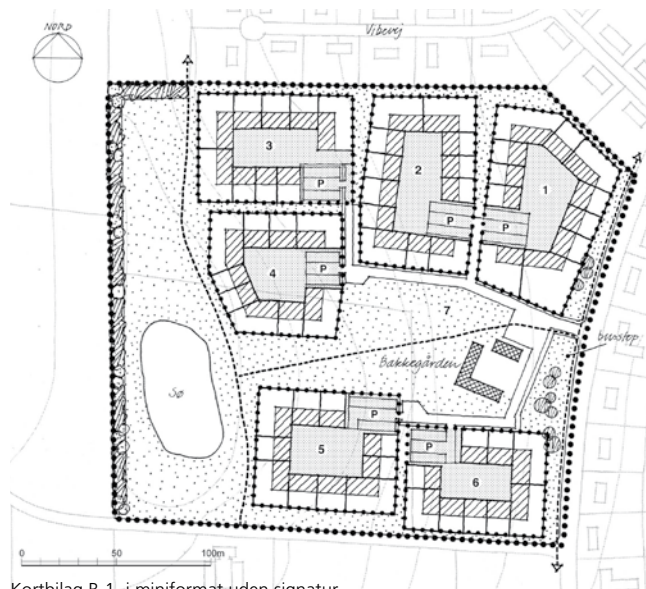 NORD
Vibevej
3
P
2
1
P
P
4
P
7
busstop
Bakkegården
Sø
P
5
P
6
0 50 100m
Kortbilag B-1 i miniformat uden signatur